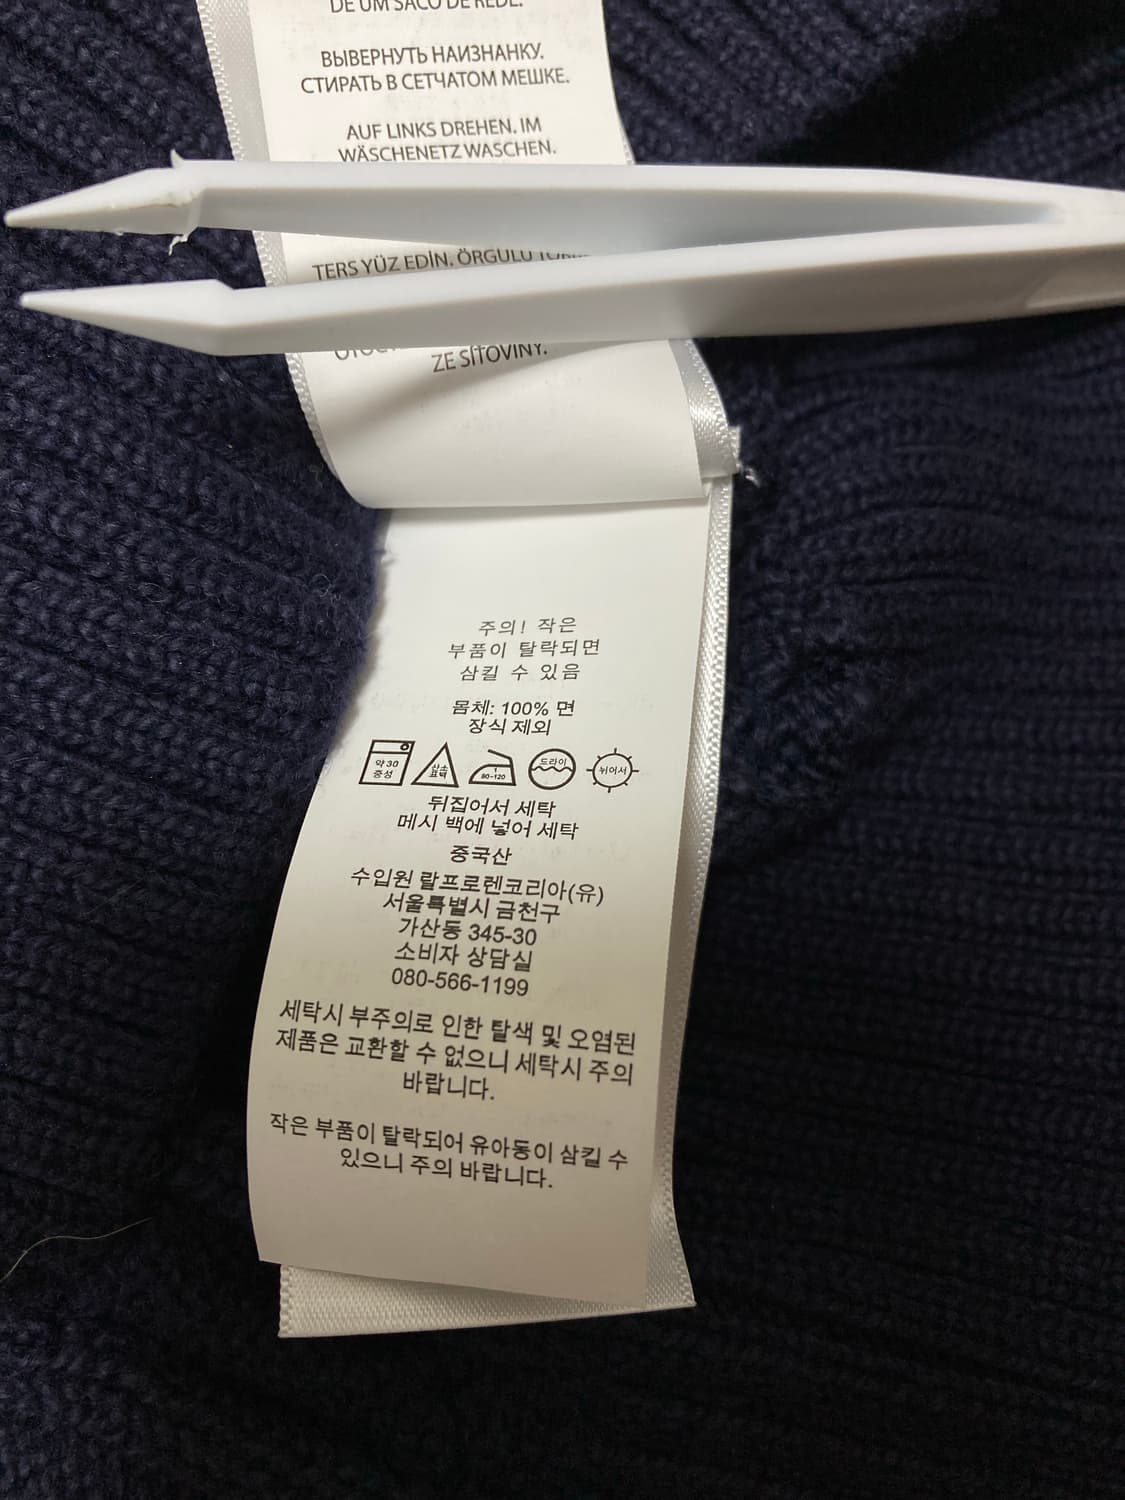 DE UM SACO DE REDE.
ВЫВЕРНУТЬ НАИЗНАНКУ.
СТИРАТЬ В СЕТЧАТОМ МЕШКЕ.
AUF LINKS DREHEN. IM
WÄSCHENETZ WASCHEN.
TERS YÜZ EDİN. ÖRGÜLÜ
ZE SÍŤOVINY.
주의! 작은
부품이 탈락되면
삼킬 수 있음
몸체: 100% 면
장식 제외
약 30
중성
산소
표백
1
80-120
드라이
뉘어서
뒤집어서 세탁
메시 백에 넣어 세탁
중국산
수입원 랄프로렌코리아(유)
서울특별시 금천구
가산동 345-30
소비자 상담실
080-566-1199
세탁시 부주의로 인한 탈색 및 오염된
제품은 교환할 수 없으니 세탁시 주의
바랍니다.
작은 부품이 탈락되어 유아동이 삼킬 수
있으니 주의 바랍니다.